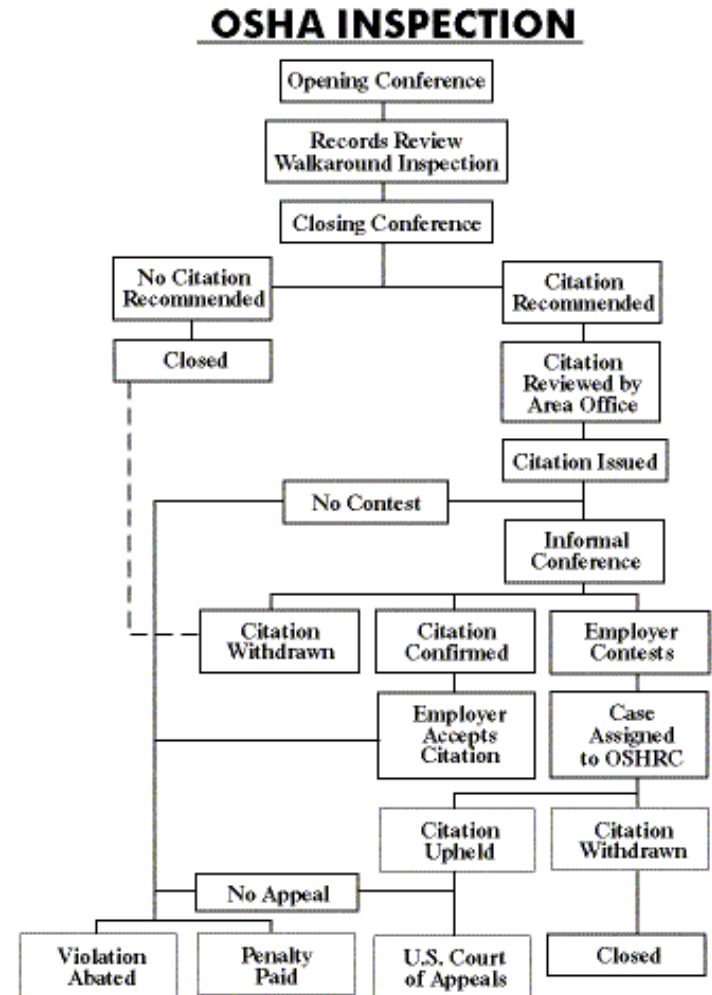 OSHA INSPECTION
Opening Conference
Records Review
Walkaround Inspection
Closing Conference
No Citation
Recommended
Citation
Recommended
Closed
Citation
Reviewed by
Area Office
Citation Issued
No Contest
Informal
Conference
Citation
Withdrawn
Citation
Confirmed
Employer
Contests
Employer
Accepts
Citation
Case
Assigned
to OSHRC
Citation
Upheld
Citation
Withdrawn
No Appeal
Violation
Abated
Penalty
Paid
U.S. Court
of Appeals
Closed